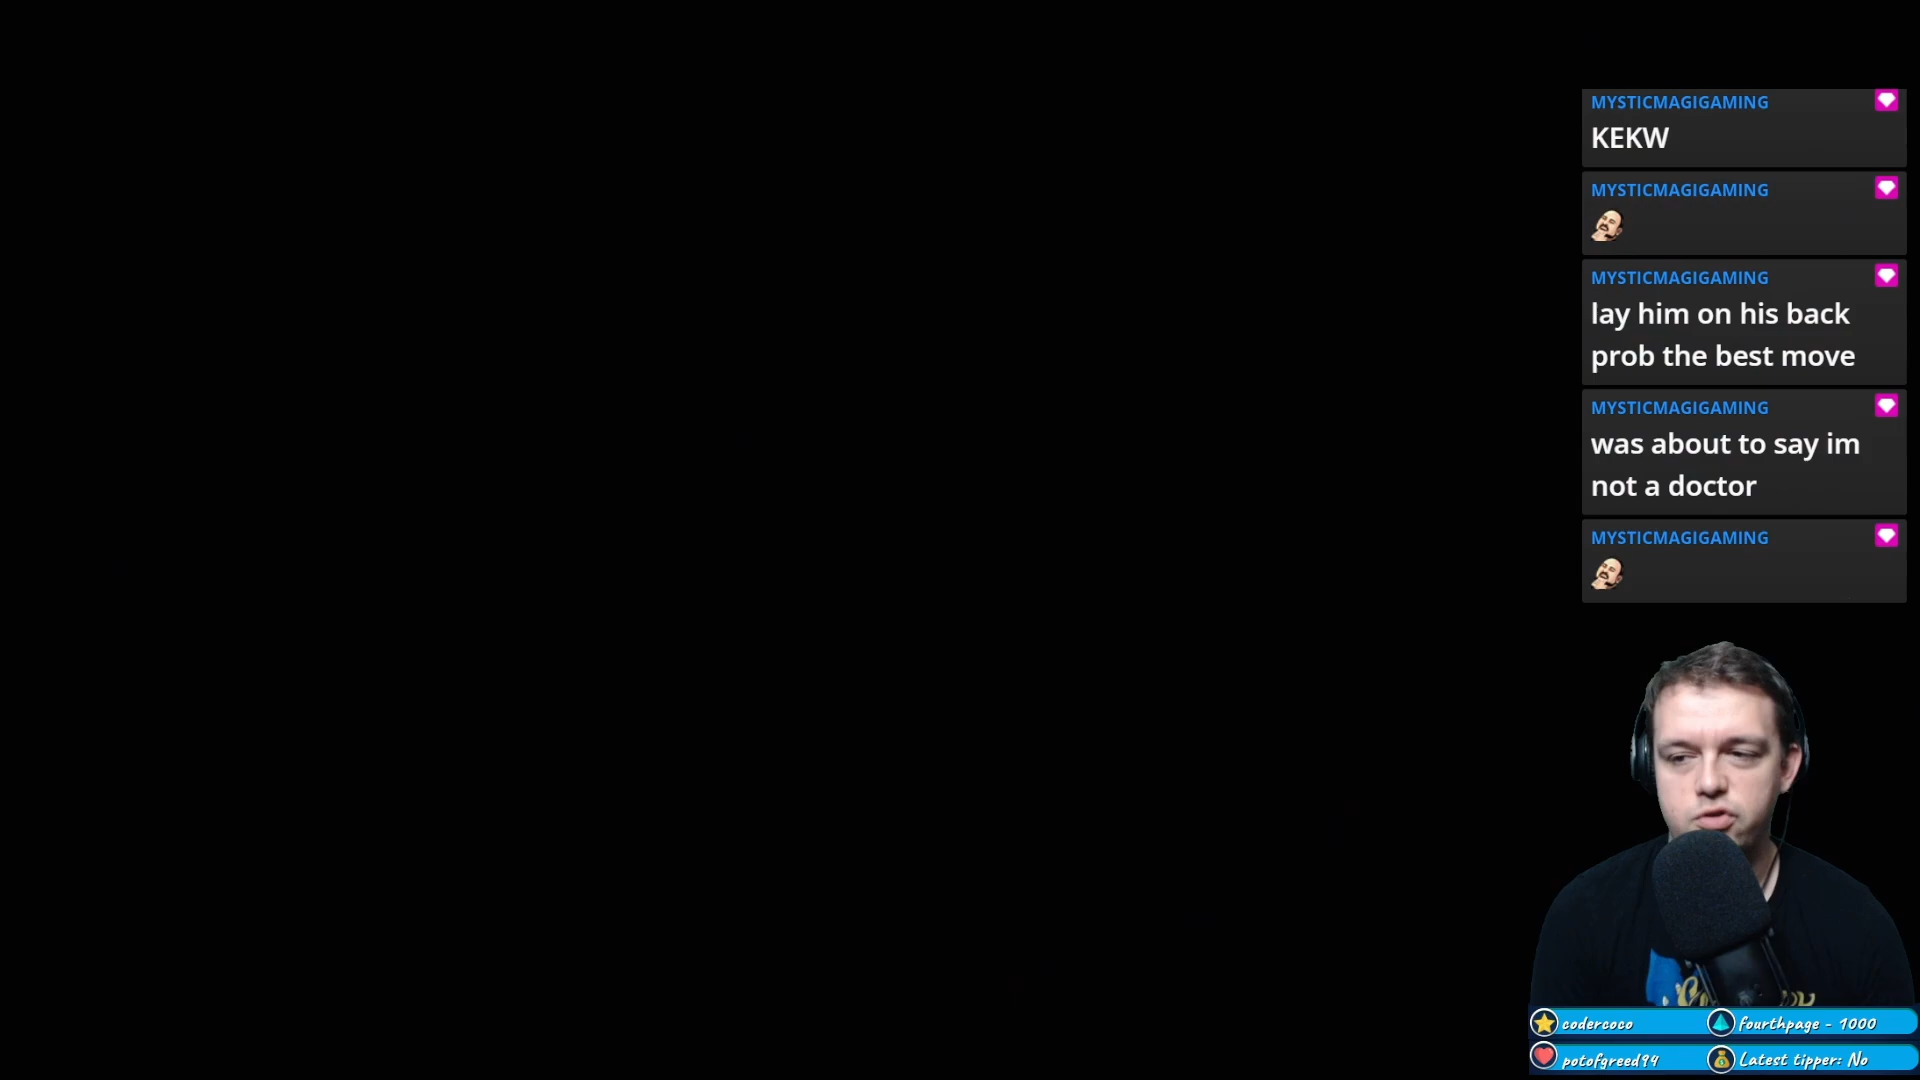 MYSTICMAGIGAMING
KEKW
MYSTICMAGIGAMING
MYSTICMAGIGAMING
lay him on his back
prob the best move
MYSTICMAGIGAMING
was about to say im
not a doctor
MYSTICMAGIGAMING
codercoco
fourthpage - 1000
potofgreed94
Latest tipper: No